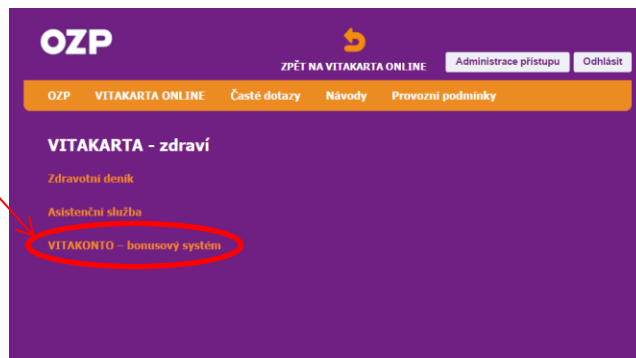 OZP
ZPĚT NA VITAKARTA ONLINE
Administrace přístupu
Odhlásit
OZP VITAKARTA ONLINE Časté dotazy Návody Provozní podmínky
VITAKARTA - zdraví
Zdravotní deník
Asistenční služba
VITAKONTO – bonusový systém